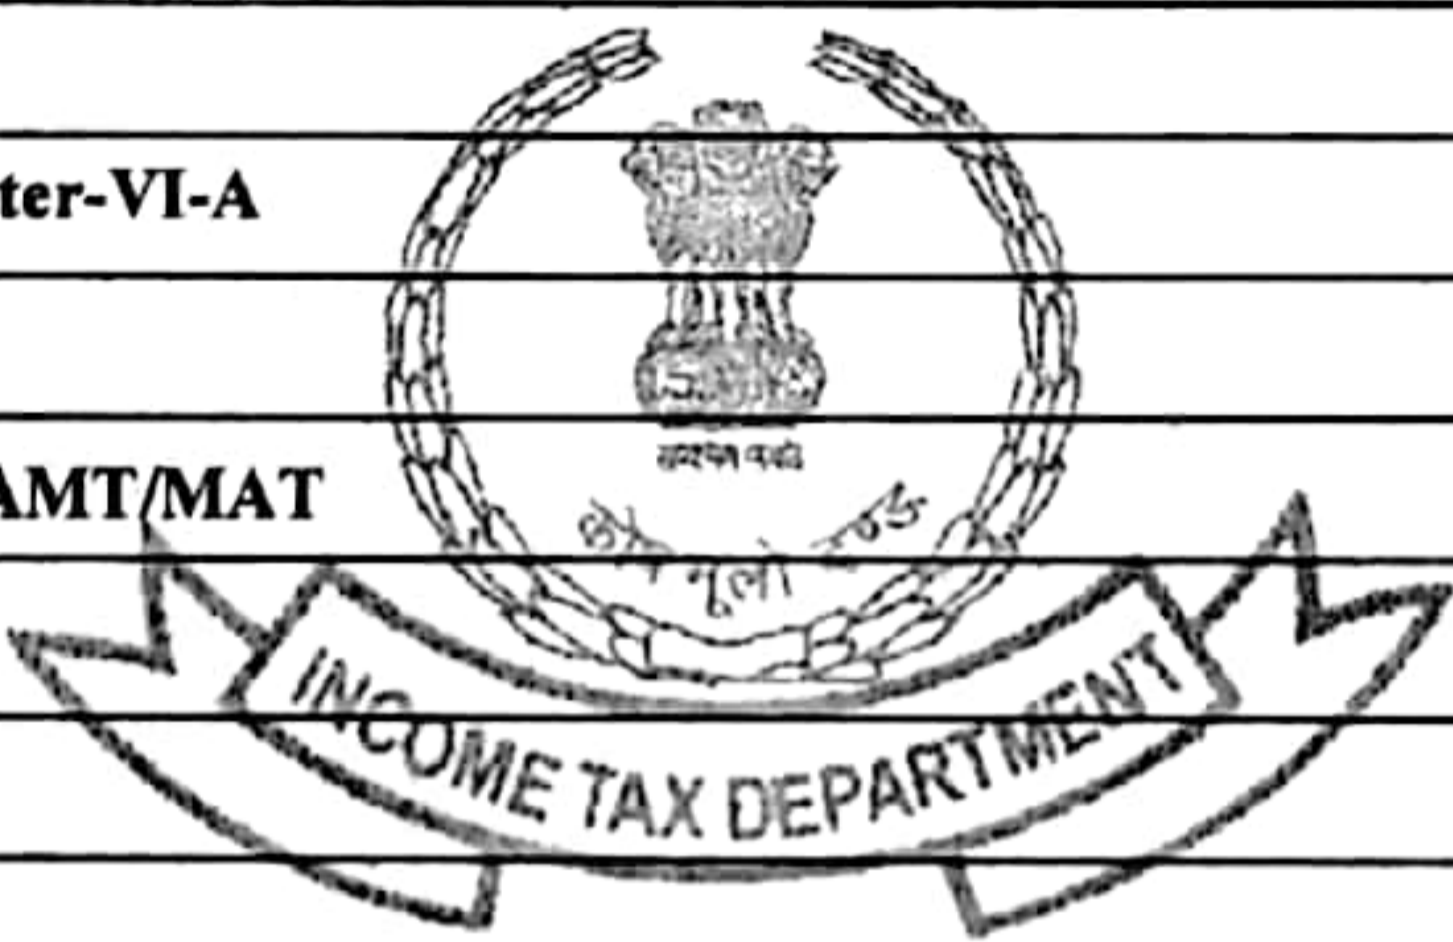 ter-VI-A
AMT/MAT
मूलो
INCOME TAX DEPARTMENT